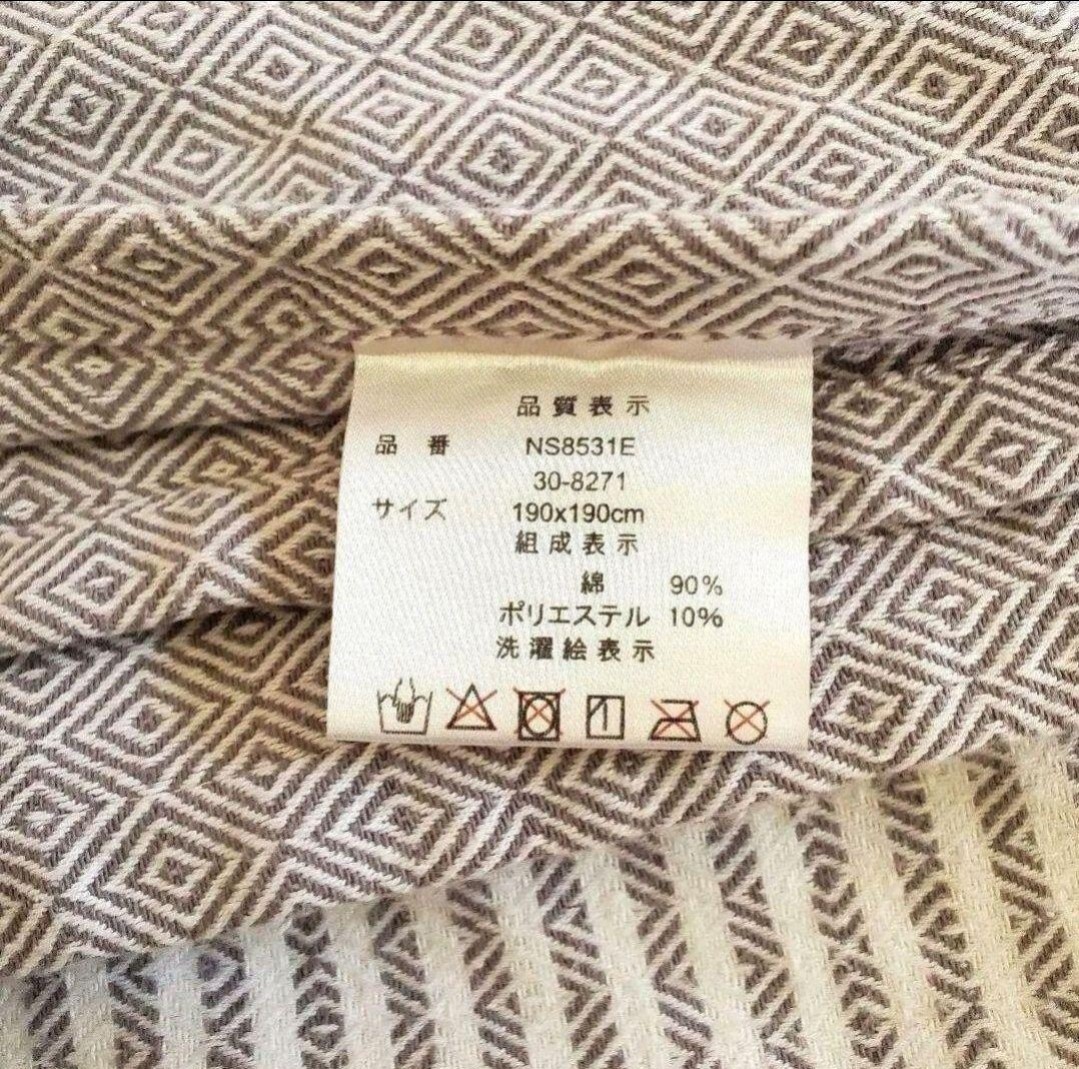 品質表示
品番 NS8531E
30-8271
サイズ 190x190cm
組成表示
綿 90%
ポリエステル 10%
洗濯絵表示